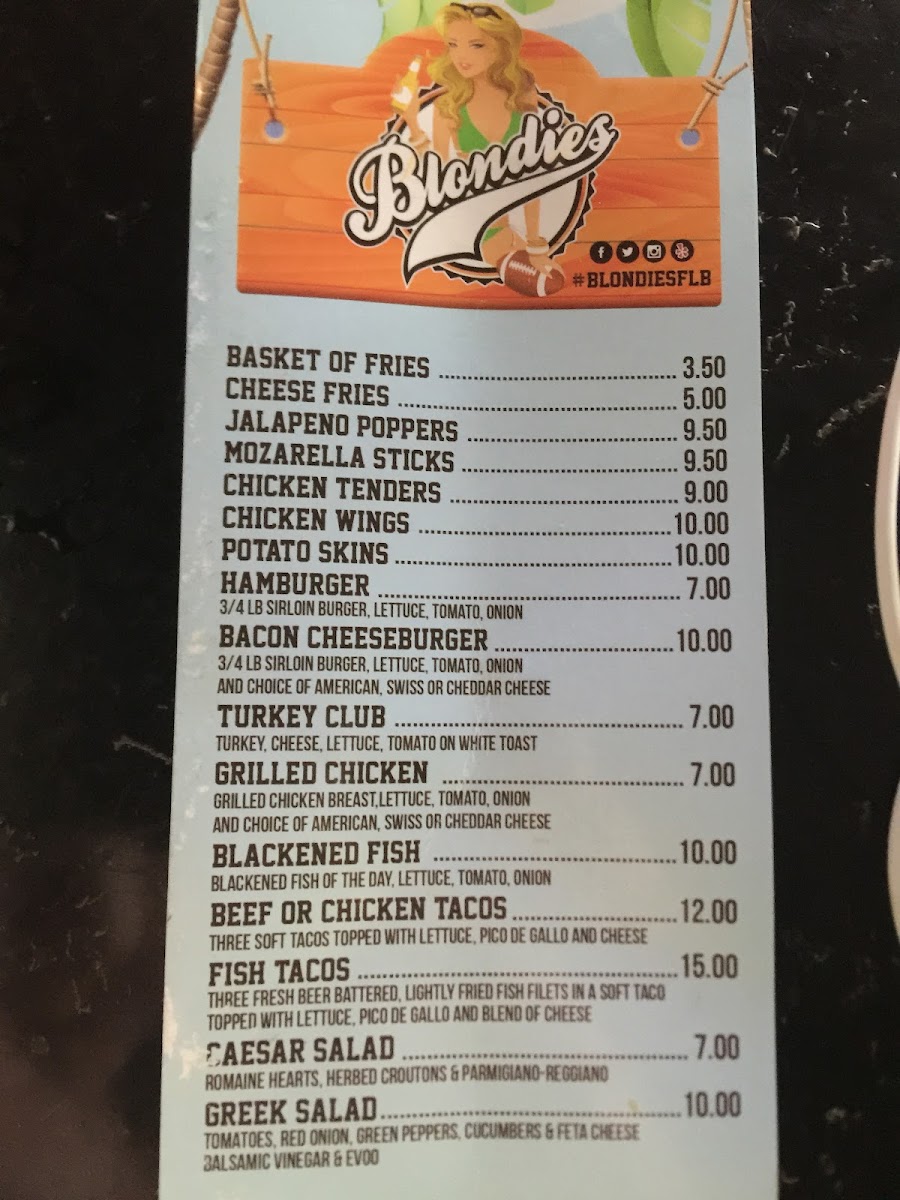 Blondies
#BLONDIESFLB
BASKET OF FRIES ........ 3.50
CHEESE FRIES ........ 5.00
JALAPENO POPPERS ........ 9.50
MOZARELLA STICKS ........ 9.50
CHICKEN TENDERS ........ 9.00
CHICKEN WINGS ........ 10.00
POTATO SKINS ........ 10.00
HAMBURGER ........ 7.00
3/4 LB SIRLOIN BURGER, LETTUCE, TOMATO, ONION
BACON CHEESEBURGER ........ 10.00
3/4 LB SIRLOIN BURGER, LETTUCE, TOMATO, ONION
AND CHOICE OF AMERICAN, SWISS OR CHEDDAR CHEESE
TURKEY CLUB ........ 7.00
TURKEY, CHEESE, LETTUCE, TOMATO ON WHITE TOAST
GRILLED CHICKEN ........ 7.00
GRILLED CHICKEN BREAST,LETTUCE, TOMATO, ONION
AND CHOICE OF AMERICAN, SWISS OR CHEDDAR CHEESE
BLACKENED FISH ........ 10.00
BLACKENED FISH OF THE DAY, LETTUCE, TOMATO, ONION
BEEF OR CHICKEN TACOS ........ 12.00
THREE SOFT TACOS TOPPED WITH LETTUCE, PICO DE GALLO AND CHEESE
FISH TACOS ........ 15.00
THREE FRESH BEER BATTERED, LIGHTLY FRIED FISH FILETS IN A SOFT TACO
TOPPED WITH LETTUCE, PICO DE GALLO AND BLEND OF CHEESE
CAESAR SALAD ........ 7.00
ROMAINE HEARTS, HERBED CROUTONS & PARMIGIANO-REGGIANO
GREEK SALAD ........ 10.00
TOMATOES, RED ONION, GREEN PEPPERS, CUCUMBERS & FETA CHEESE
BALSAMIC VINEGAR & EVOO